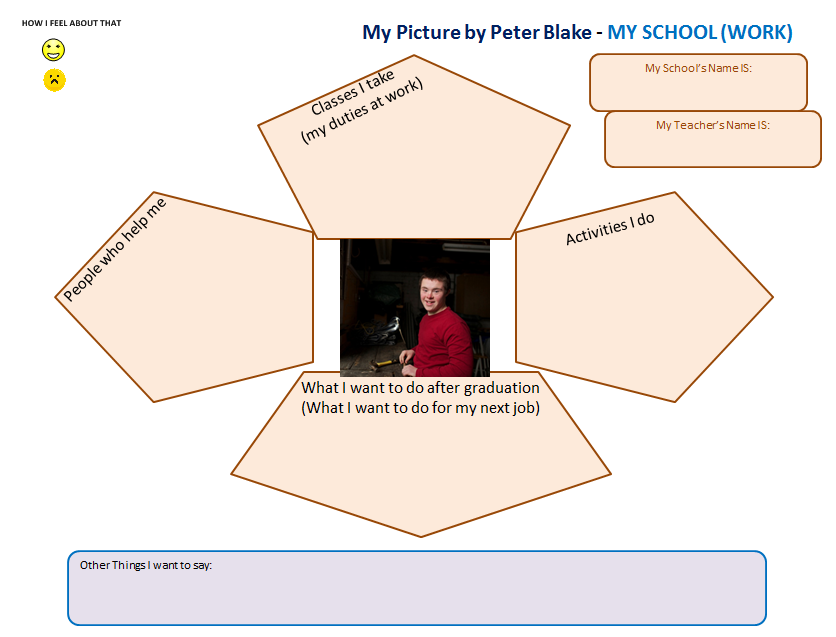 HOW I FEEL ABOUT THAT
My Picture by Peter Blake - MY SCHOOL (WORK)
My School's Name IS:
My Teacher's Name IS:
Classes I take
(my duties at work)
People who help me
Activities I do
What I want to do after graduation
(What I want to do for my next job)
Other Things I want to say: